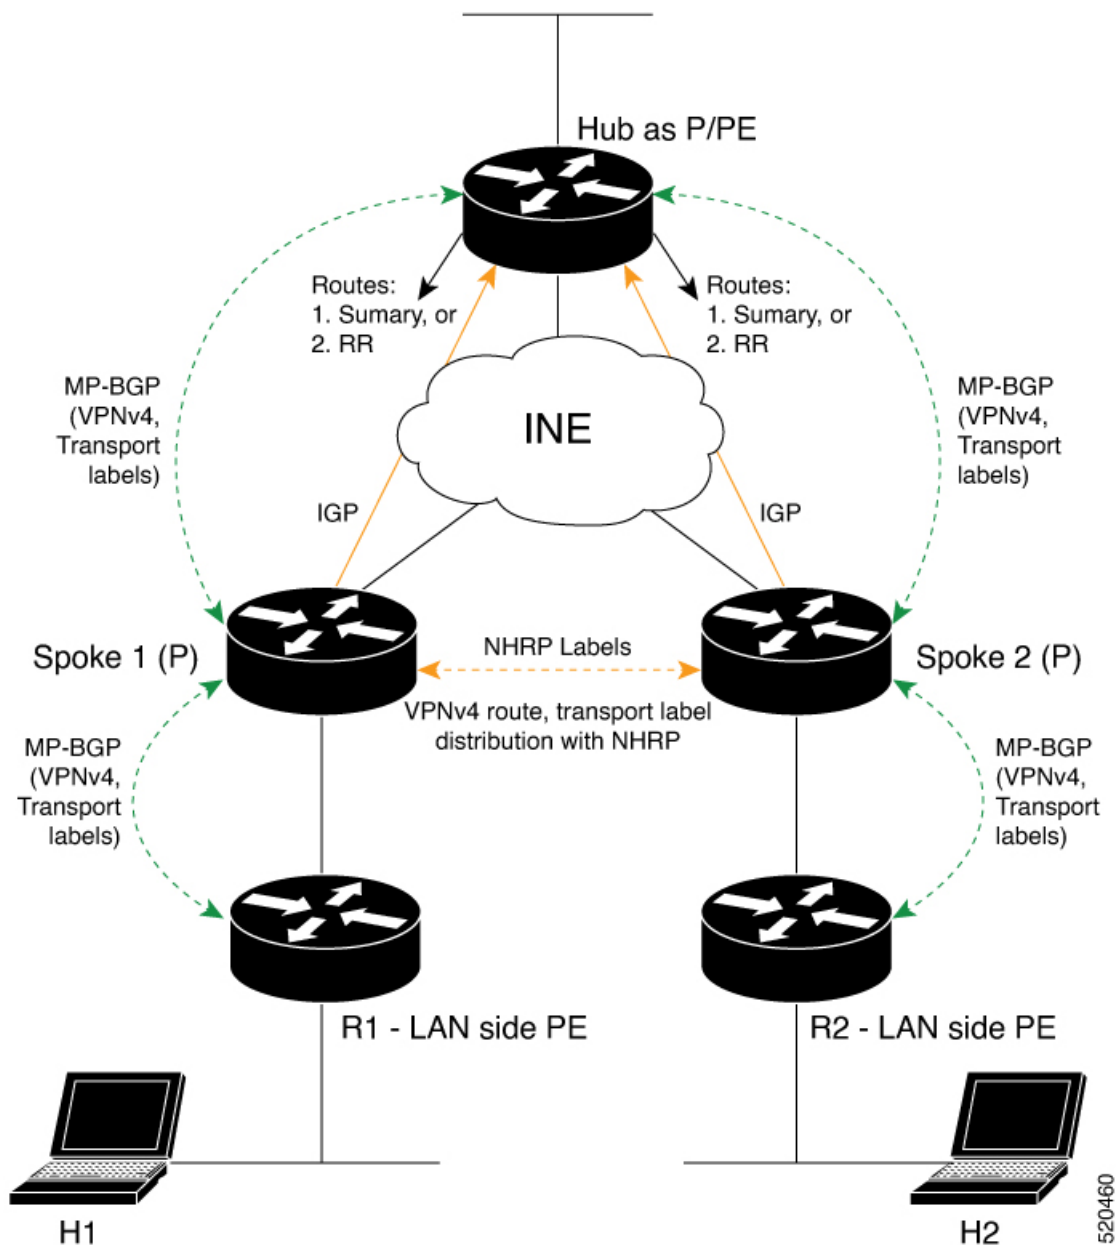 Hub as P/PE
Routes:
1. Sumary, or
2. RR
Routes:
1. Sumary, or
2. RR
MP-BGP
(VPNv4,
Transport
labels)
INE
MP-BGP
(VPNv4,
Transport
labels)
IGP
IGP
Spoke 1 (P)
NHRP Labels
Spoke 2 (P)
VPNv4 route, transport label
distribution with NHRP
MP-BGP
(VPNv4,
Transport
labels)
MP-BGP
(VPNv4,
Transport
labels)
R1 - LAN side PE
R2 - LAN side PE
H1
H2
520460